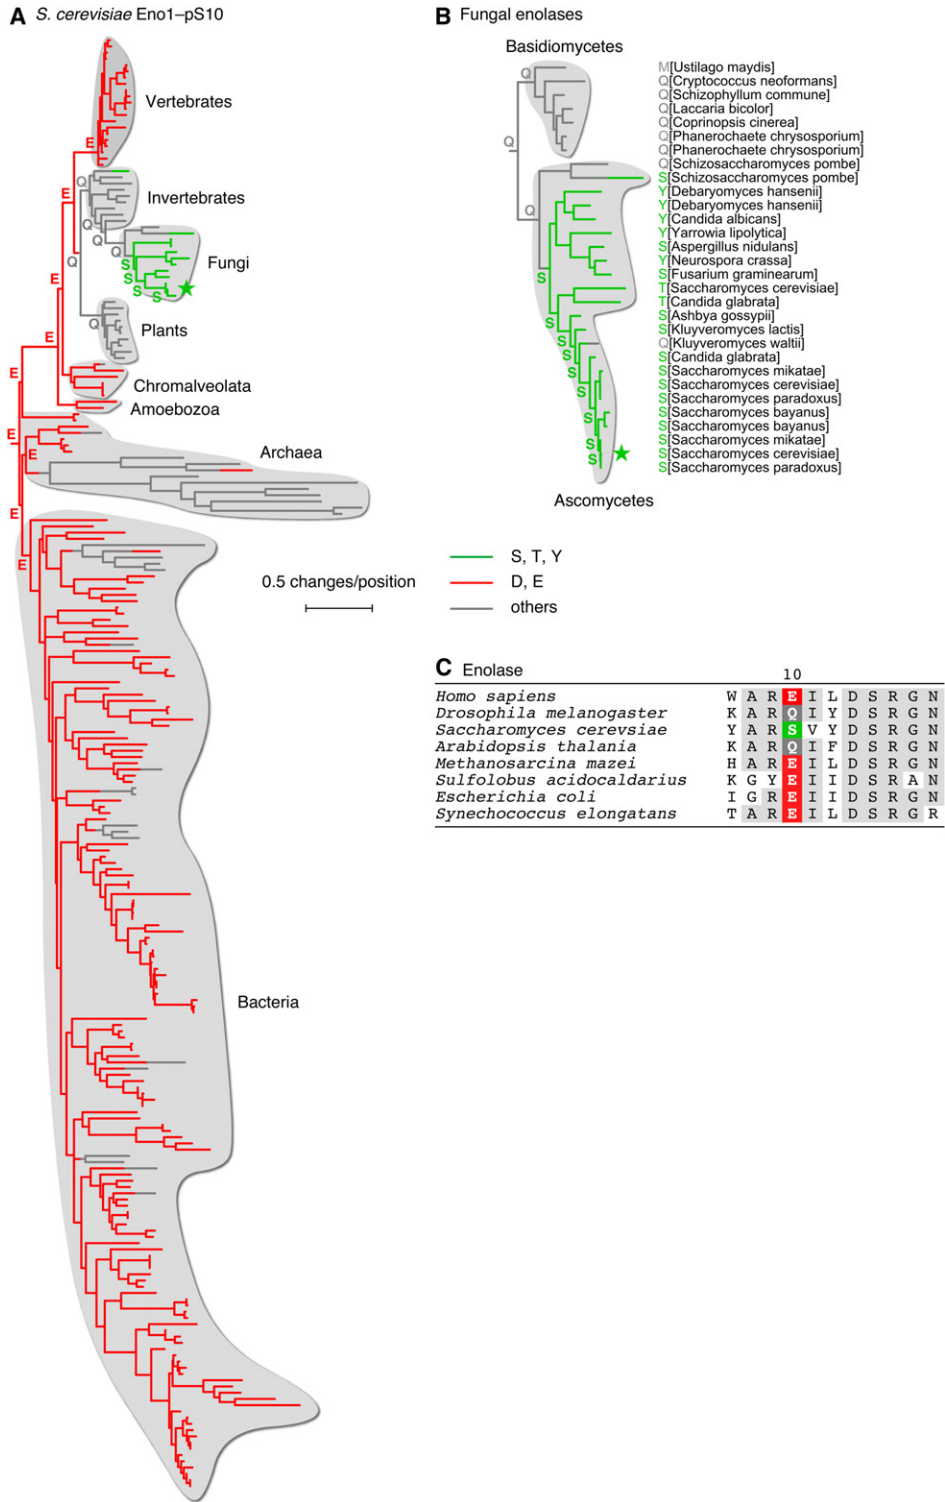 A S. cerevisiae Eno1–pS10
Vertebrates
E
E
Q
Invertebrates
Q
Q
Q
Fungi
Q
S
S
S
S
E
Q
Plants
E
E
Chromalveolata
Amoebozoa
E
E
Archaea
E
E
Bacteria
0.5 changes/position
S, T, Y
D, E
others
B Fungal enolases
Basidiomycetes
Q
Q
Q
S
S
S
S
S
S
S
S
Ascomycetes
M[Ustilago maydis]
Q[Cryptococcus neoformans]
Q[Schizophyllum commune]
Q[Laccaria bicolor]
Q[Coprinopsis cinerea]
Q[Phanerochaete chrysosporium]
Q[Phanerochaete chrysosporium]
Q[Schizosaccharomyces pombe]
S[Schizosaccharomyces pombe]
Y[Debaryomyces hansenii]
Y[Debaryomyces hansenii]
Y[Candida albicans]
Y[Yarrowia lipolytica]
S[Aspergillus nidulans]
Y[Neurospora crassa]
S[Fusarium graminearum]
T[Saccharomyces cerevisiae]
T[Candida glabrata]
S[Ashbya gossypii]
S[Kluyveromyces lactis]
Q[Kluyveromyces waltii]
S[Candida glabrata]
S[Saccharomyces mikatae]
S[Saccharomyces cerevisiae]
S[Saccharomyces paradoxus]
S[Saccharomyces bayanus]
S[Saccharomyces bayanus]
S[Saccharomyces mikatae]
S[Saccharomyces cerevisiae]
S[Saccharomyces paradoxus]
C Enolase 10
Homo sapiens W A R E I L D S R G N
Drosophila melanogaster K A R Q I Y D S R G N
Saccharomyces cerevsiae Y A R S V Y D S R G N
Arabidopsis thalania K A R Q I F D S R G N
Methanosarcina mazei H A R E I L D S R G N
Sulfolobus acidocaldarius K G Y E I I D S R A N
Escherichia coli I G R E I I D S R G N
Synechococcus elongatans T A R E I L D S R G R